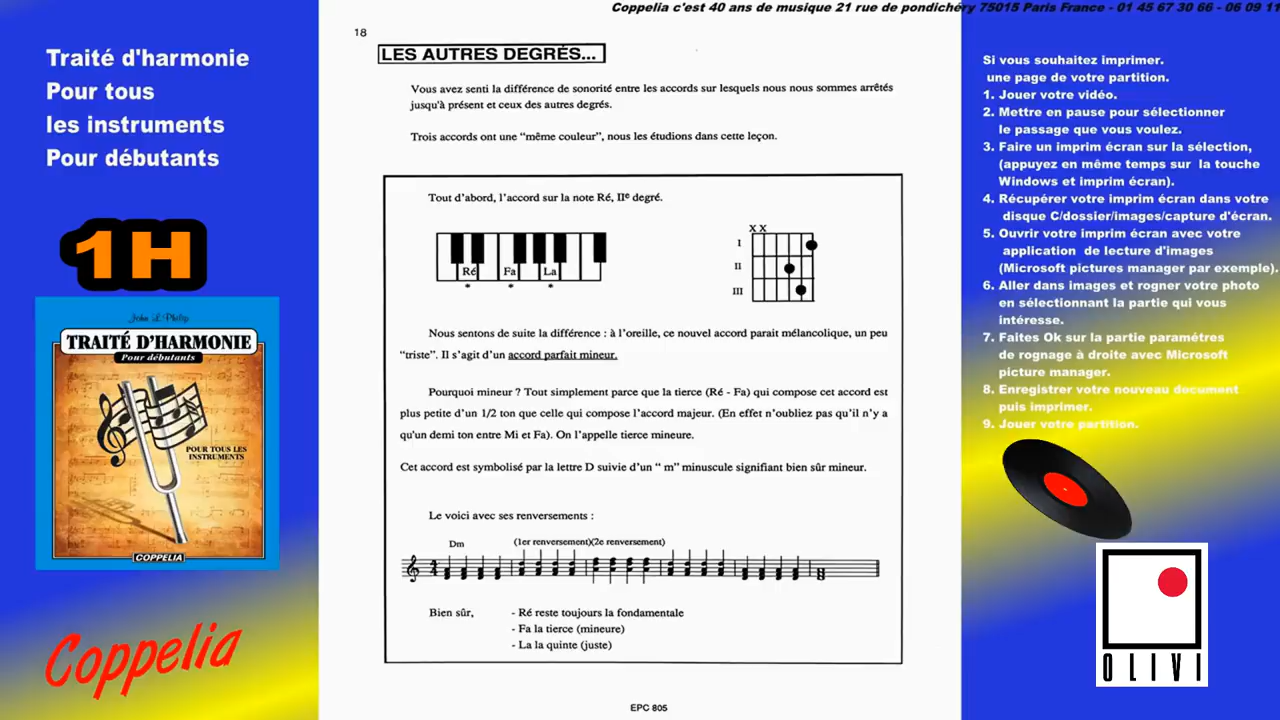 Coppelia c'est 40 ans de musique 21 rue de pondichéry 75015 Paris France - 01 45 67 30 66 - 06 09 11
Traité d'harmonie
Pour tous
les instruments
Pour débutants
1H
John L. Philip
TRAITÉ D'HARMONIE
Pour débutants
POUR TOUS LES
INSTRUMENTS
COPPELIA
Coppelia
18
LES AUTRES DEGRÉS...
Vous avez senti la différence de sonorité entre les accords sur lesquels nous nous sommes arrêtés
jusqu'à présent et ceux des autres degrés.
Trois accords ont une “même couleur”, nous les étudions dans cette leçon.
Tout d'abord, l'accord sur la note Ré, IIe degré.
Ré Fa La
* * *
X X
I
II
III
Nous sentons de suite la différence : à l'oreille, ce nouvel accord parait mélancolique, un peu
“triste”. Il s'agit d'un accord parfait mineur.
Pourquoi mineur ? Tout simplement parce que la tierce (Ré - Fa) qui compose cet accord est
plus petite d'un 1/2 ton que celle qui compose l'accord majeur. (En effet n'oubliez pas qu'il n'y a
qu'un demi ton entre Mi et Fa). On l'appelle tierce mineure.
Cet accord est symbolisé par la lettre D suivie d'un “ m” minuscule signifiant bien sûr mineur.
Le voici avec ses renversements :
Dm (1er renversement)(2e renversement)
4
4
Bien sûr, - Ré reste toujours la fondamentale
- Fa la tierce (mineure)
- La la quinte (juste)
EPC 805
Si vous souhaitez imprimer.
une page de votre partition.
1. Jouer votre vidéo.
2. Mettre en pause pour sélectionner
le passage que vous voulez.
3. Faire un imprim écran sur la sélection,
(appuyez en même temps sur la touche
Windows et imprim écran).
4. Récupérer votre imprim écran dans votre
disque C/dossier/images/capture d'écran.
5. Ouvrir votre imprim écran avec votre
application de lecture d'images
(Microsoft pictures manager par exemple).
6. Aller dans images et rogner votre photo
en sélectionnant la partie qui vous
intéresse.
7. Faites Ok sur la partie paramétres
de rognage à droite avec Microsoft
picture manager.
8. Enregistrer votre nouveau document
puis imprimer.
9. Jouer votre partition.
OLIVI